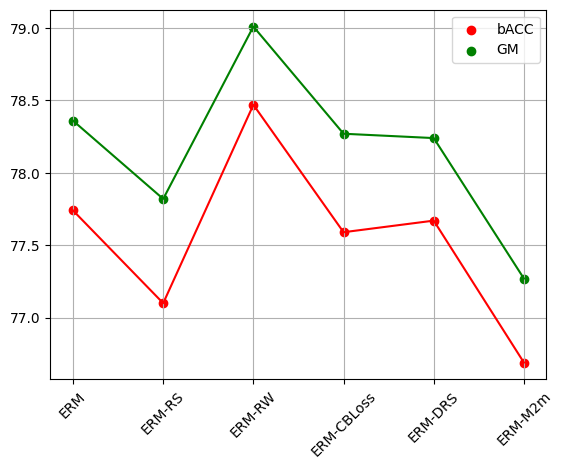 79.0
78.5
78.0
77.5
77.0
bACC
GM
ERM
ERM-RS
ERM-RW
ERM-CBLoss
ERM-DRS
ERM-M2m